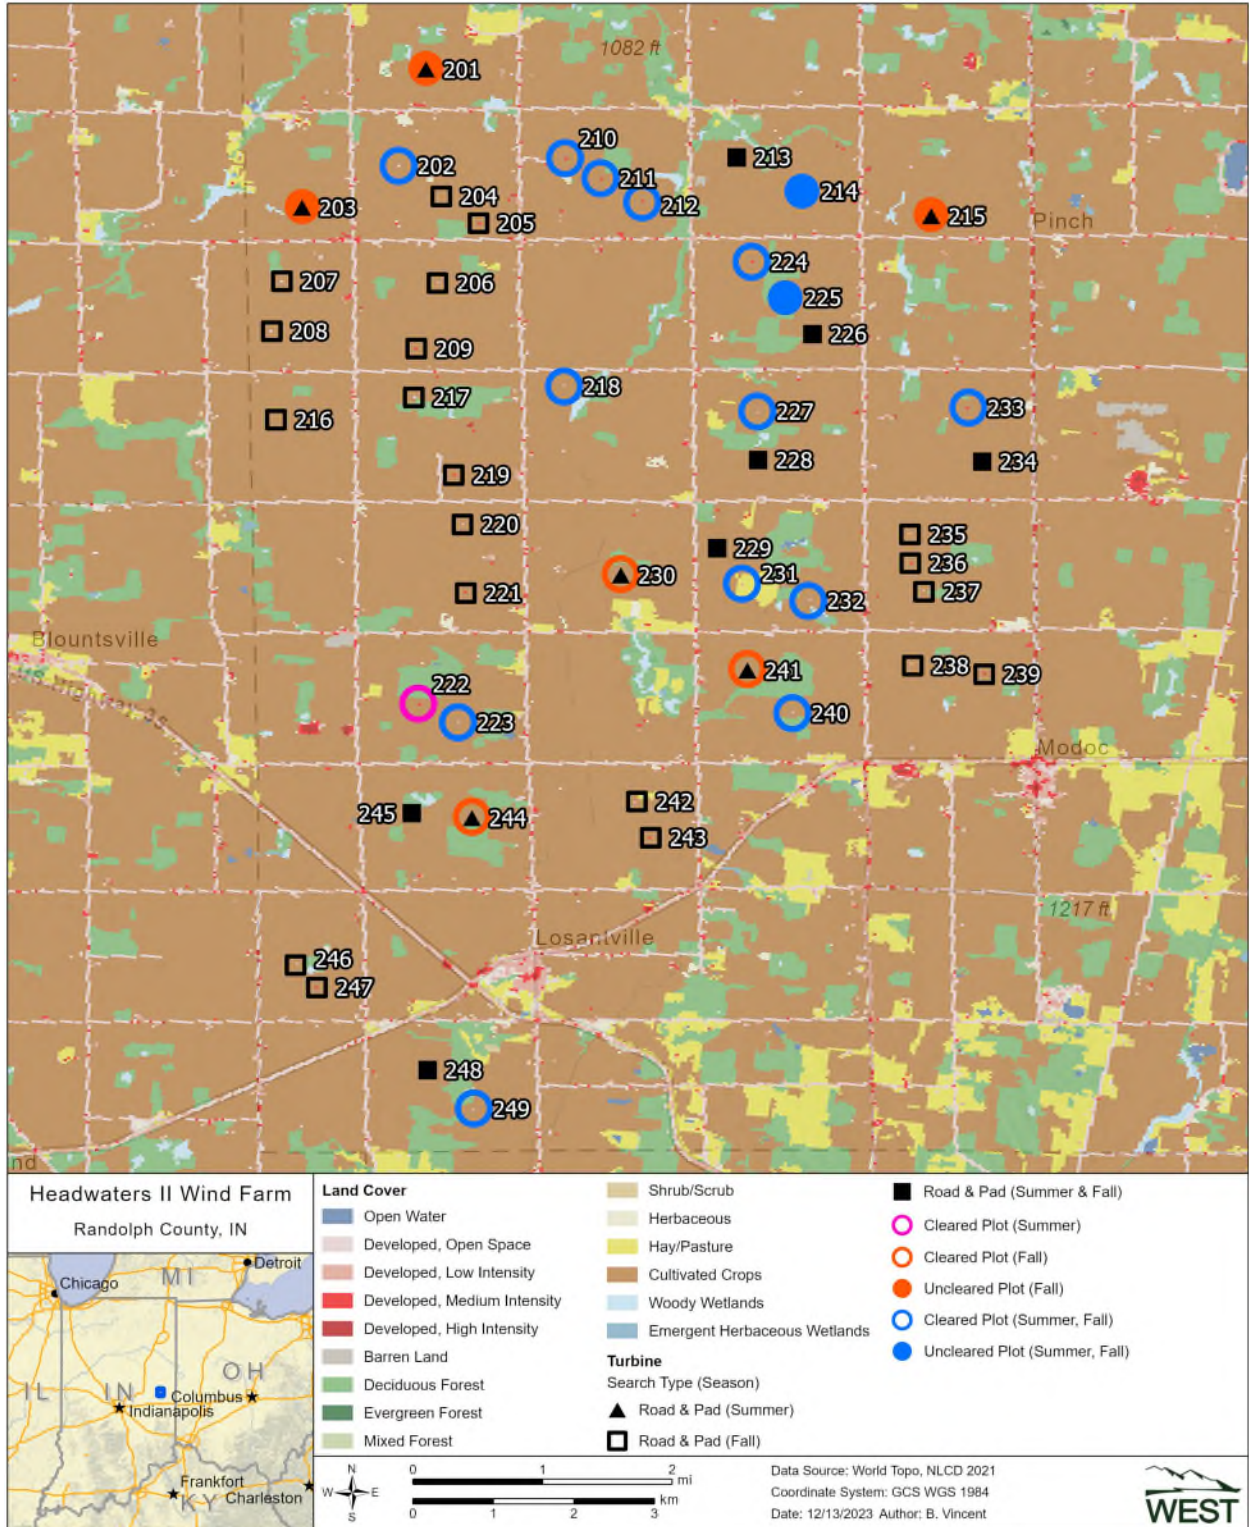 1082 ft
201
210
202
213
211
204
214
212
203
215
205
Pinch
224
207
206
225
208
226
209
218
217
227
233
216
228
234
219
220
235
229
236
230
231
221
237
232
Blountsville
238
241
239
222
US Highway 35
240
223
Modoc
242
245
244
243
1217 ft
Losantville
246
247
248
249
nd
Headwaters II Wind Farm
Randolph County, IN
Detroit
Chicago
MI
OH
IL
IN
Columbus
Indianapolis
Frankfort
KY
Charleston
Land Cover
Open Water
Developed, Open Space
Developed, Low Intensity
Developed, Medium Intensity
Developed, High Intensity
Barren Land
Deciduous Forest
Evergreen Forest
Mixed Forest
Shrub/Scrub
Herbaceous
Hay/Pasture
Cultivated Crops
Woody Wetlands
Emergent Herbaceous Wetlands
Turbine
Search Type (Season)
Road & Pad (Summer)
Road & Pad (Fall)
Road & Pad (Summer & Fall)
Cleared Plot (Summer)
Cleared Plot (Fall)
Uncleared Plot (Fall)
Cleared Plot (Summer, Fall)
Uncleared Plot (Summer, Fall)
N
W E
S
0 1 2
mi
km
0 1 2 3
Data Source: World Topo, NLCD 2021
Coordinate System: GCS WGS 1984
Date: 12/13/2023 Author: B. Vincent
WEST